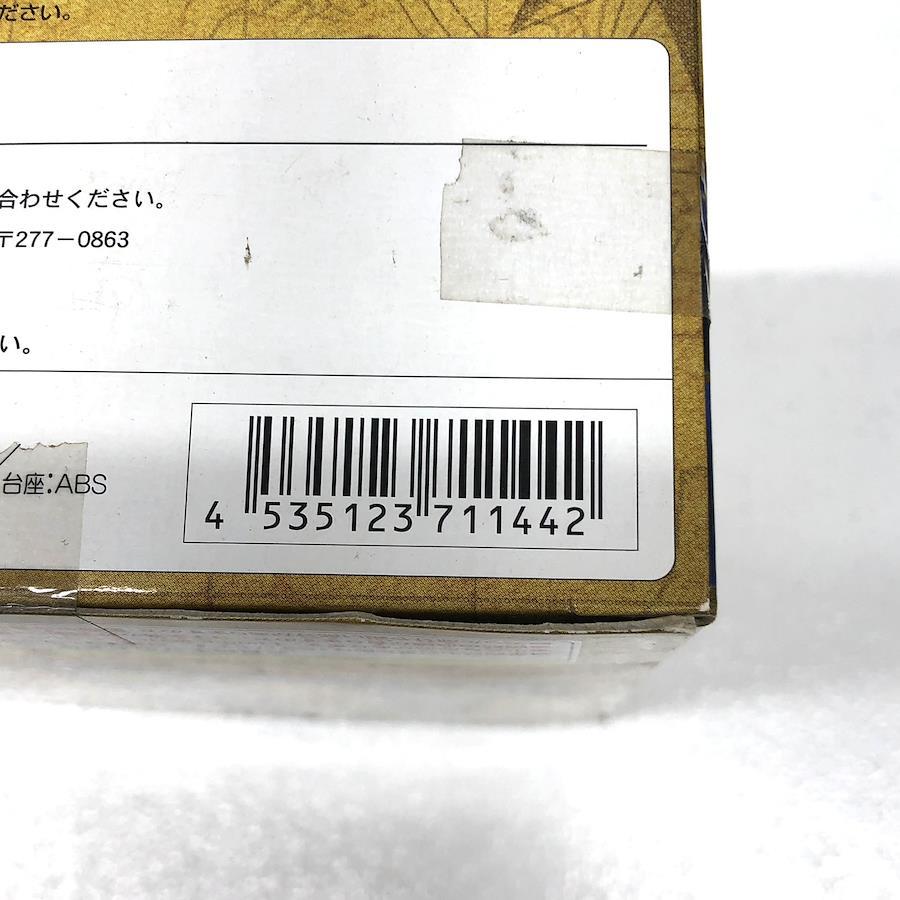 ださい。
合わせください。
〒277－0863
い。
台座:ABS
4 535123 711442